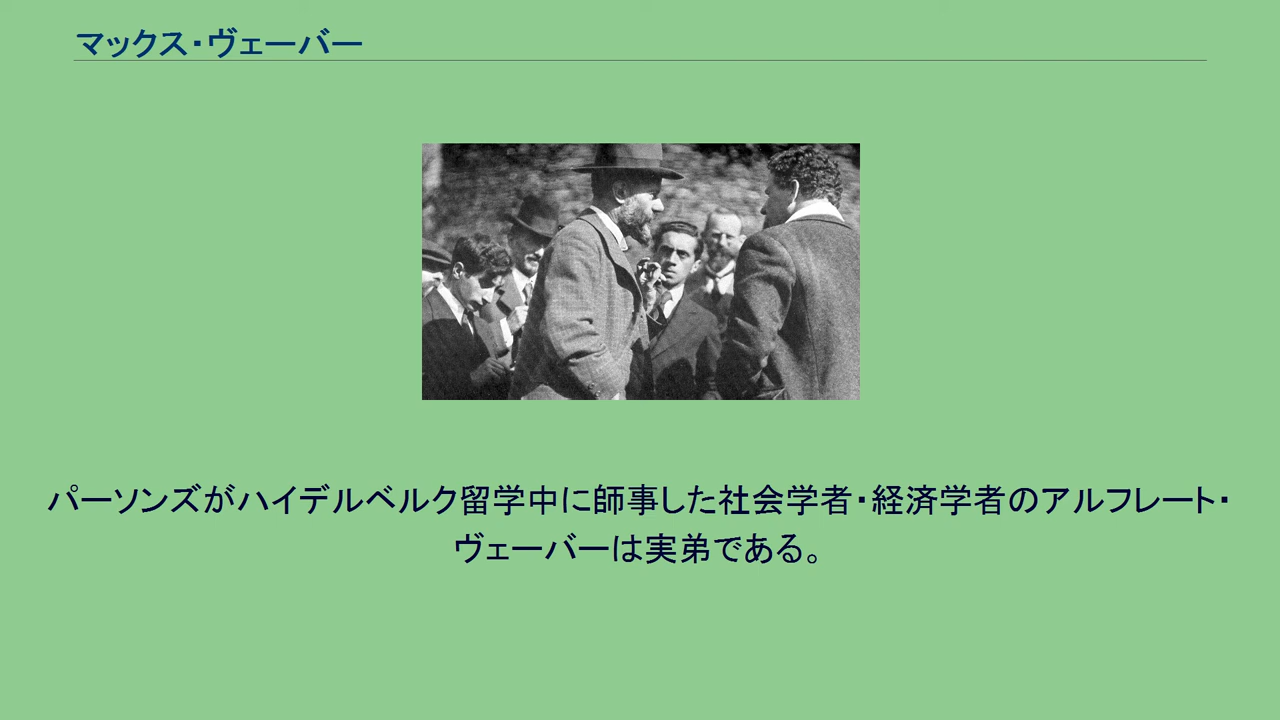 マックス・ヴェーバー
パーソンズがハイデルベルク留学中に師事した社会学者・経済学者のアルフレート・
ヴェーバーは実弟である。